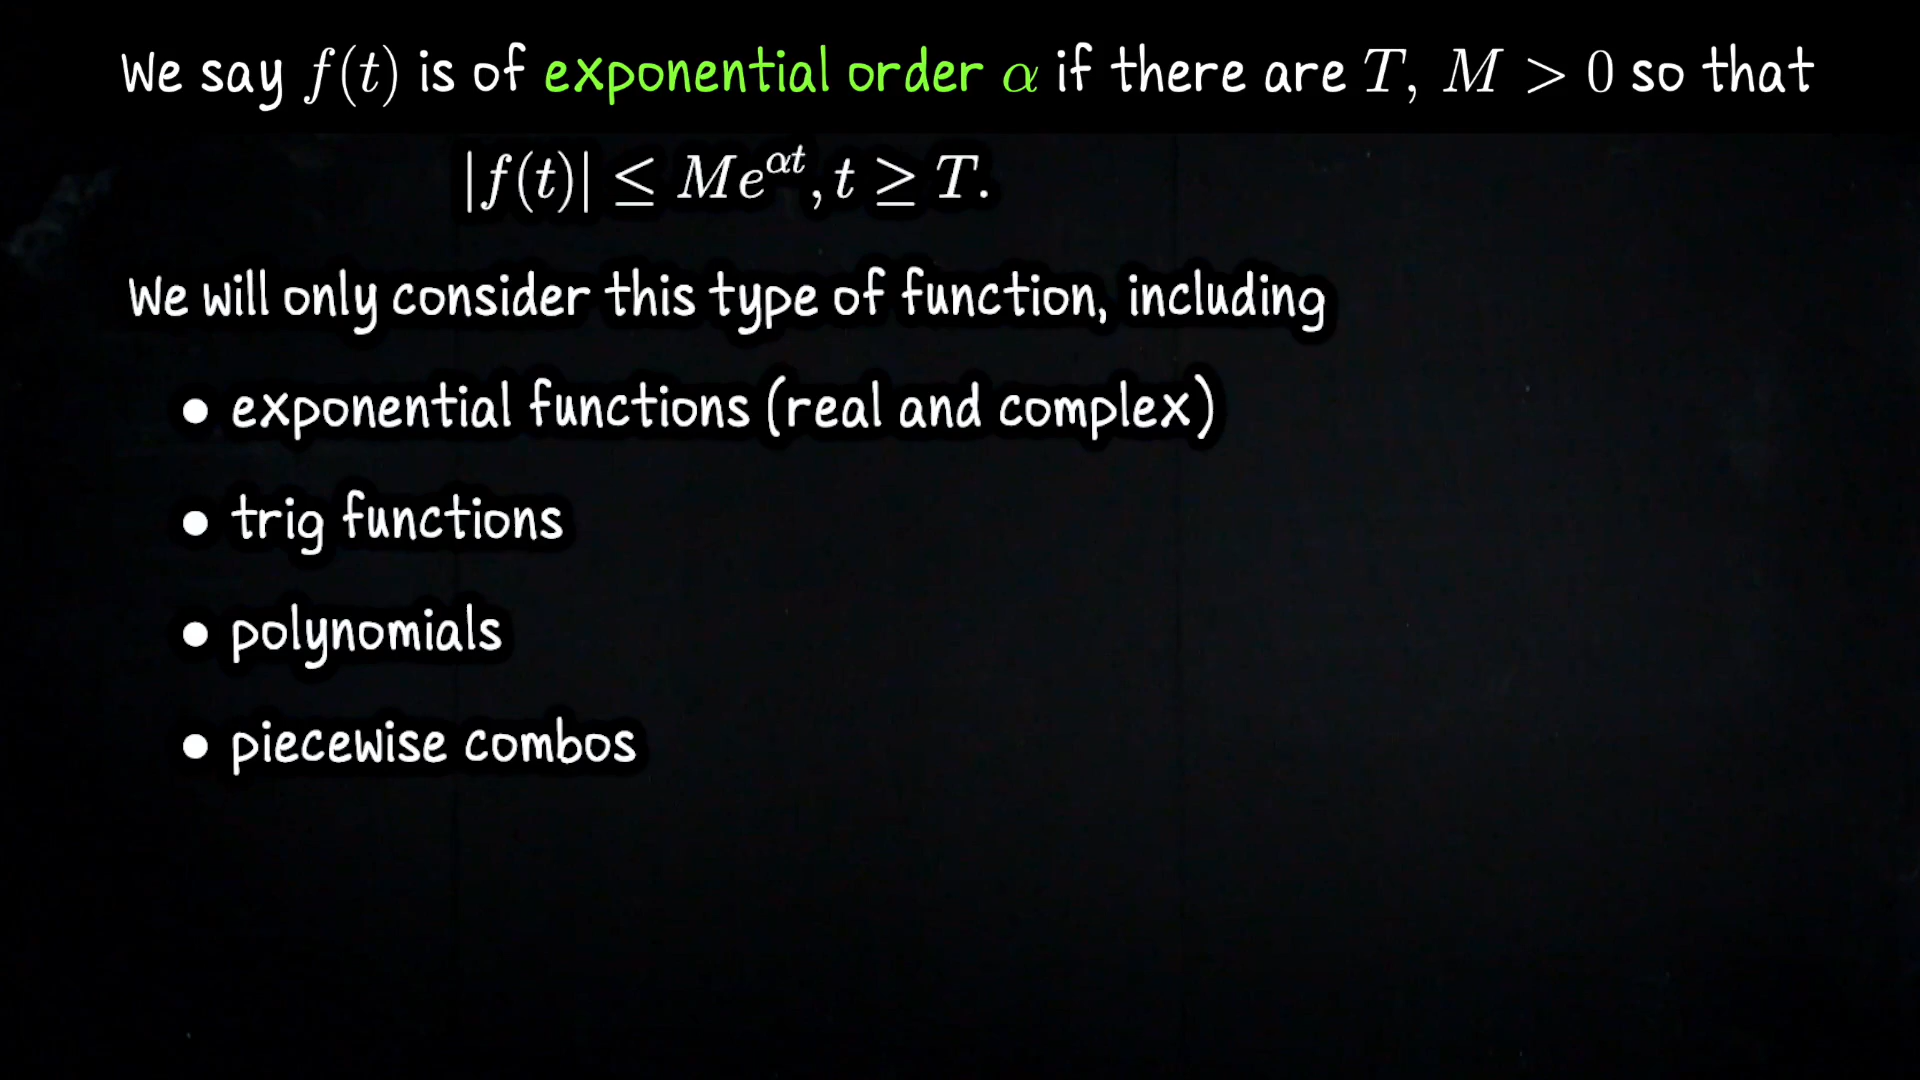 We say f(t) is of exponential order α if there are T, M > 0 so that
|f(t)| ≤ Me^{αt}, t ≥ T.
We will only consider this type of function, including
• exponential functions (real and complex)
• trig functions
• polynomials
• piecewise combos